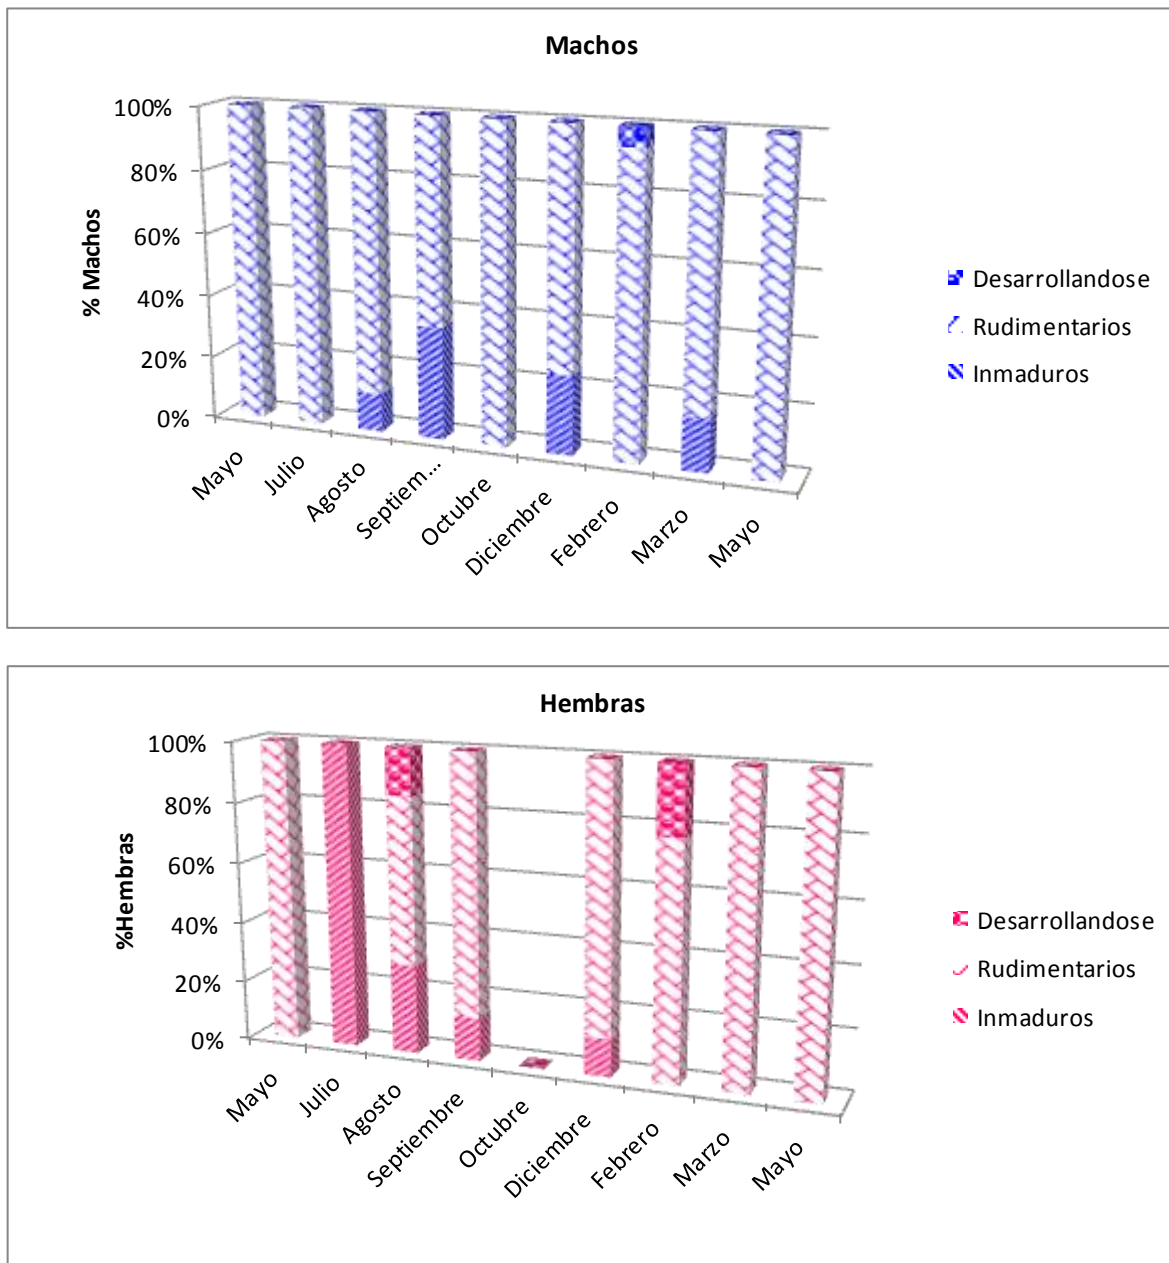 Machos
% Machos
100%
80%
60%
40%
20%
0%
Mayo
Julio
Agosto
Septiem...
Octubre
Diciembre
Febrero
Marzo
Mayo
Desarrollandose
Rudimentarios
Inmaduros
Hembras
%Hembras
100%
80%
60%
40%
20%
0%
Mayo
Julio
Agosto
Septiembre
Octubre
Diciembre
Febrero
Marzo
Mayo
Desarrollandose
Rudimentarios
Inmaduros